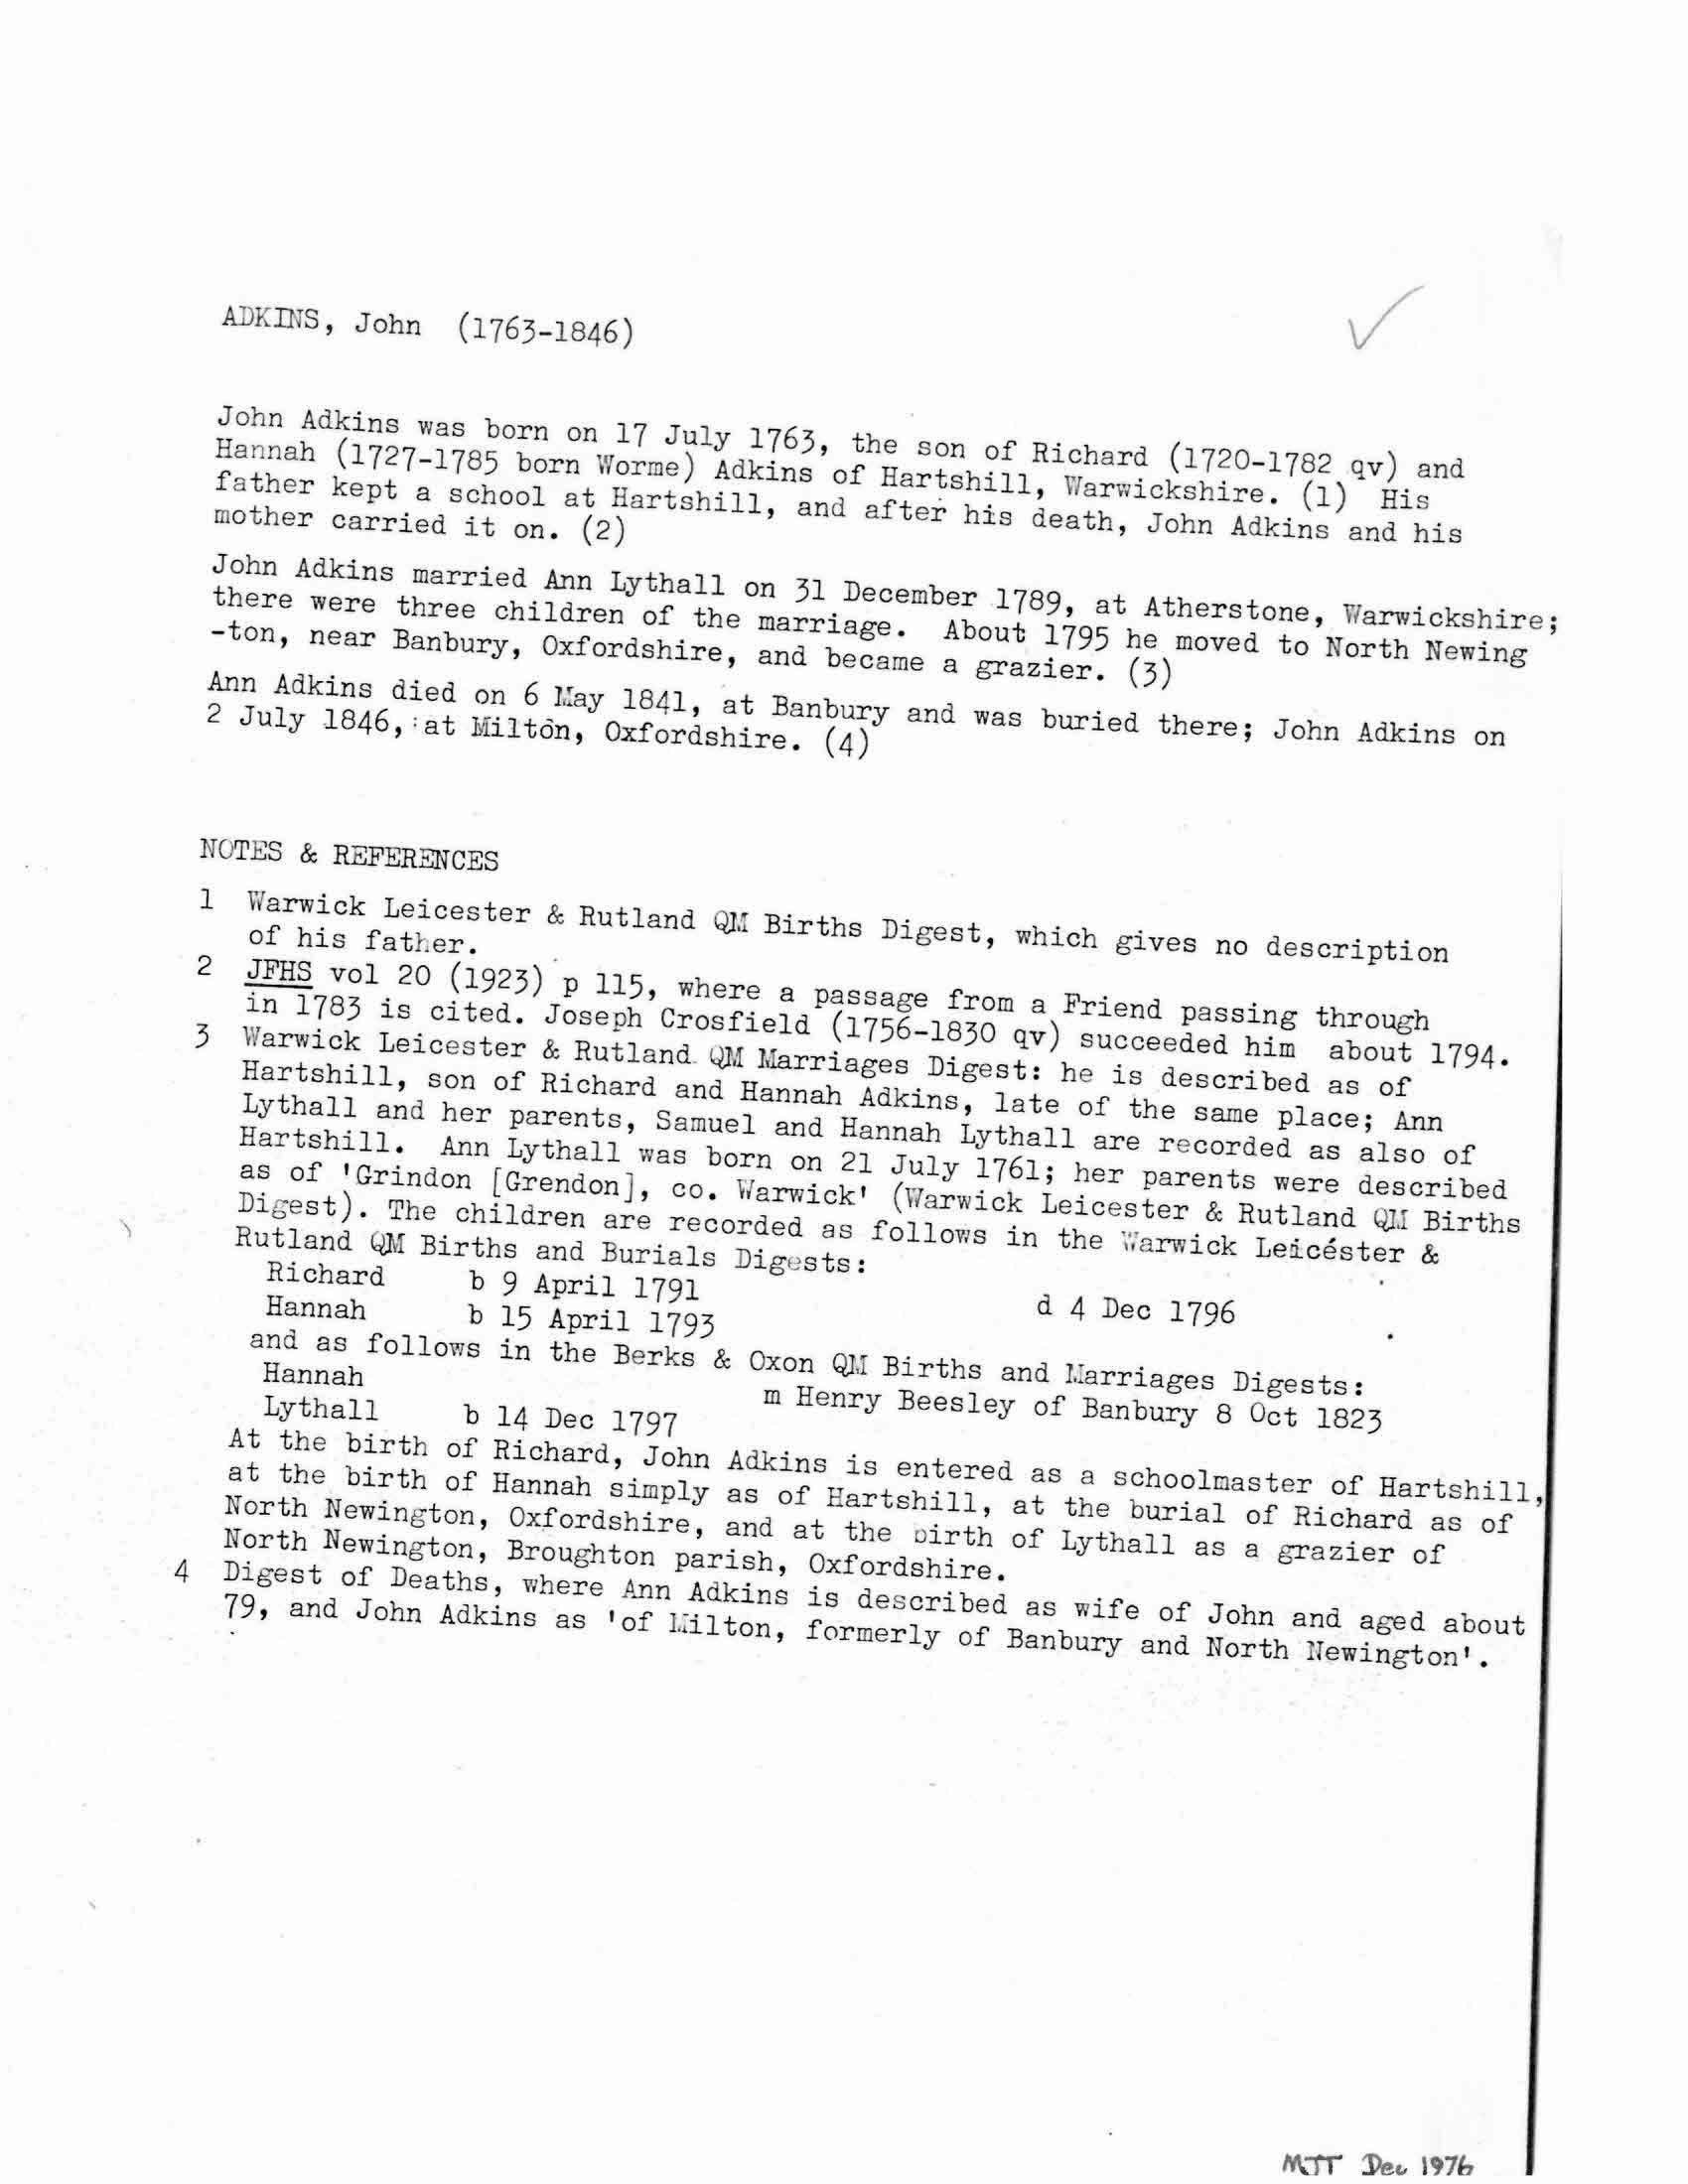 ADKINS, John (1763-1846)
John Adkins was born on 17 July 1763, the son of Richard (1720-1782 qv) and
Hannah (1727-1785 born Worme) Adkins of Hartshill, Warwickshire. (1) His
father kept a school at Hartshill, and after his death, John Adkins and his
mother carried it on. (2)
John Adkins married Ann Lythall on 31 December 1789, at Atherstone, Warwickshire;
there were three children of the marriage. About 1795 he moved to North Newing
-ton, near Banbury, Oxfordshire, and became a grazier. (3)
Ann Adkins died on 6 May 1841, at Banbury and was buried there; John Adkins on
2 July 1846, at Milton, Oxfordshire. (4)
NOTES & REFERENCES
1 Warwick Leicester & Rutland QM Births Digest, which gives no description
of his father.
2 JFHS vol 20 (1923) p 115, where a passage from a Friend passing through
in 1783 is cited. Joseph Crosfield (1756-1830 qv) succeeded him about 1794.
3 Warwick Leicester & Rutland QM Marriages Digest: he is described as of
Hartshill, son of Richard and Hannah Adkins, late of the same place; Ann
Lythall and her parents, Samuel and Hannah Lythall are recorded as also of
Hartshill. Ann Lythall was born on 21 July 1761; her parents were described
as of 'Grindon [Grendon], co. Warwick' (Warwick Leicester & Rutland QM Births
Digest). The children are recorded as follows in the Warwick Leicester &
Rutland QM Births and Burials Digests:
Richard b 9 April 1791 d 4 Dec 1796
Hannah b 15 April 1793
and as follows in the Berks & Oxon QM Births and Marriages Digests:
Hannah m Henry Beesley of Banbury 8 Oct 1823
Lythall b 14 Dec 1797
At the birth of Richard, John Adkins is entered as a schoolmaster of Hartshill,
at the birth of Hannah simply as of Hartshill, at the burial of Richard as of
North Newington, Oxfordshire, and at the birth of Lythall as a grazier of
North Newington, Broughton parish, Oxfordshire.
4 Digest of Deaths, where Ann Adkins is described as wife of John and aged about
79, and John Adkins as 'of Milton, formerly of Banbury and North Newington'.
MJT Dec 1976